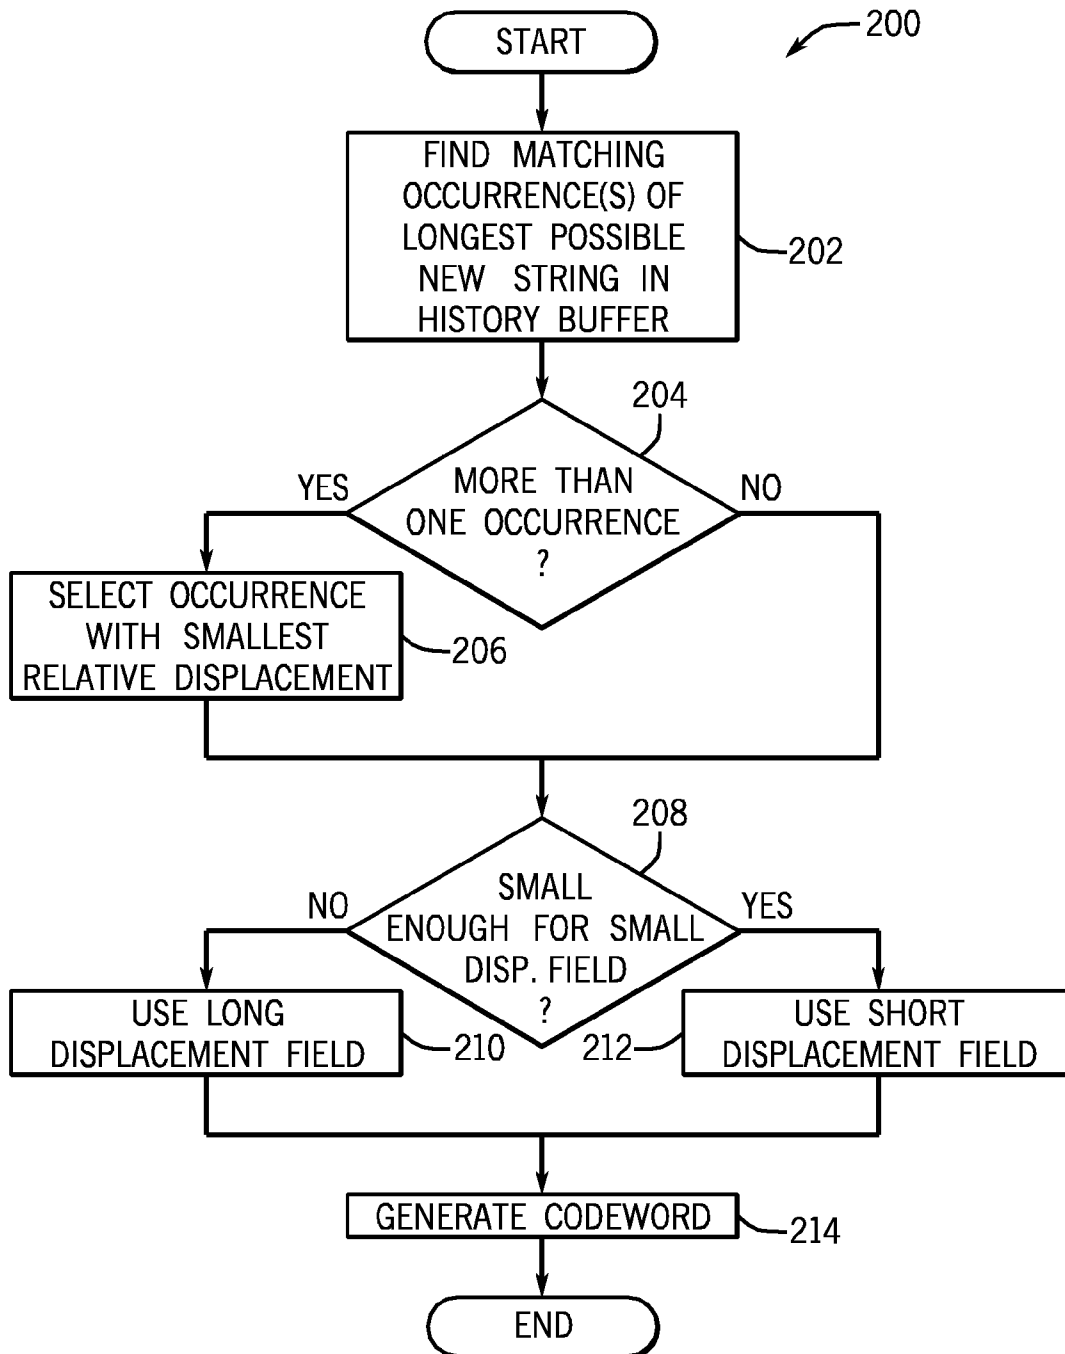 START
200
FIND MATCHING
OCCURRENCE(S) OF
LONGEST POSSIBLE
NEW STRING IN
HISTORY BUFFER
202
204
MORE THAN
ONE OCCURRENCE
?
YES
NO
SELECT OCCURRENCE
WITH SMALLEST
RELATIVE DISPLACEMENT
206
208
SMALL
ENOUGH FOR SMALL
DISP. FIELD
?
NO
YES
USE LONG
DISPLACEMENT FIELD
210
212
USE SHORT
DISPLACEMENT FIELD
GENERATE CODEWORD
214
END